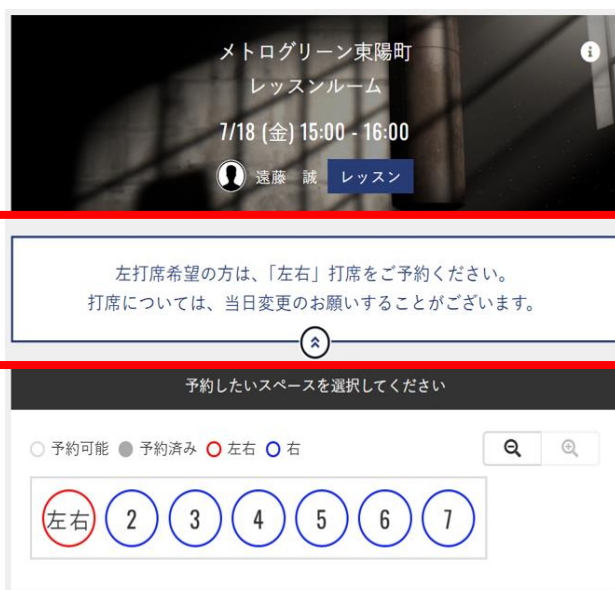 メトログリーン東陽町
レッスンルーム
7/18 (金) 15:00 - 16:00
遠藤 誠 レッスン
左打席希望の方は、「左右」打席をご予約ください。
打席については、当日変更のお願いすることがございます。
予約したいスペースを選択してください
予約可能 予約済み 左右 右
左右 2 3 4 5 6 7